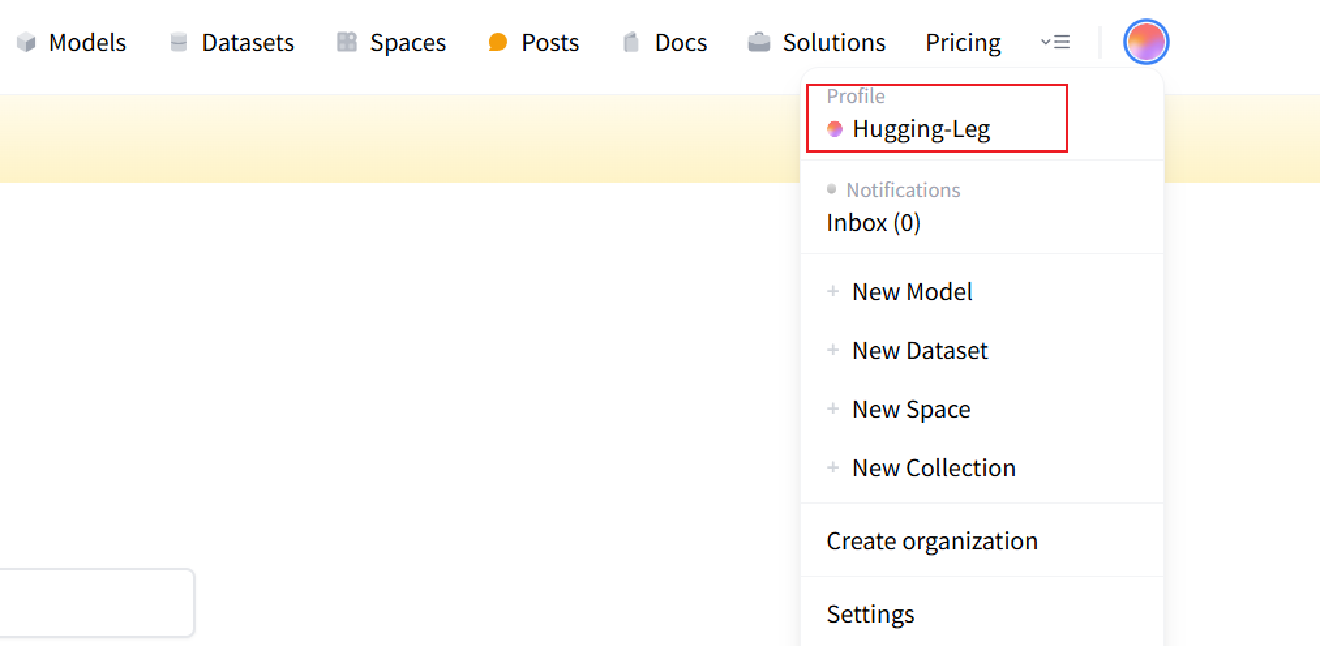 Models Datasets Spaces Posts Docs Solutions Pricing
Profile
Hugging-Leg
Notifications
Inbox (0)
+ New Model
+ New Dataset
+ New Space
+ New Collection
Create organization
Settings